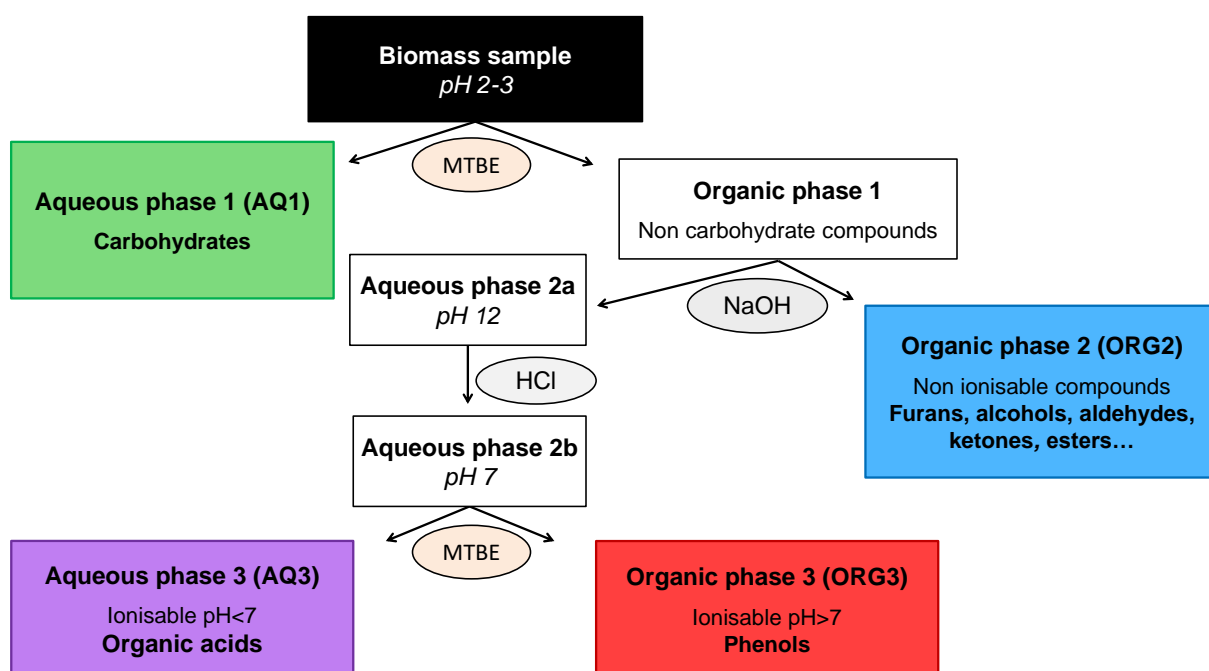 Biomass sample
pH 2-3
MTBE
Aqueous phase 1 (AQ1)
Carbohydrates
Organic phase 1
Non carbohydrate compounds
Aqueous phase 2a
pH 12
NaOH
Organic phase 2 (ORG2)
Non ionisable compounds
Furans, alcohols, aldehydes,
ketones, esters…
HCl
Aqueous phase 2b
pH 7
MTBE
Aqueous phase 3 (AQ3)
Ionisable pH<7
Organic acids
Organic phase 3 (ORG3)
Ionisable pH>7
Phenols